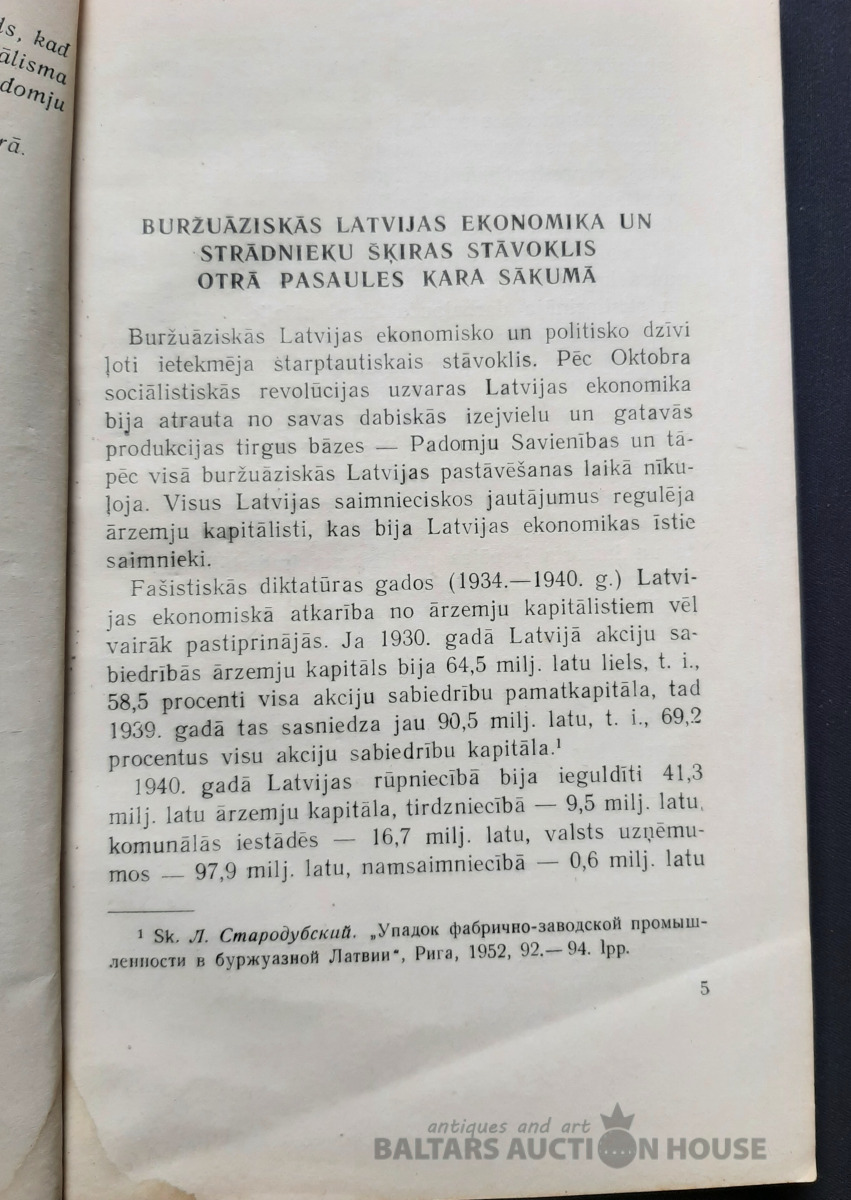 ds, kad
ālisma
domju
rā.
BURŽUĀZISKĀS LATVIJAS EKONOMIKA UN
STRĀDNIEKU ŠĶIRAS STĀVOKLIS
OTRĀ PASAULES KARA SĀKUMĀ
Buržuāziskās Latvijas ekonomisko un politisko dzīvi
ļoti ietekmēja starptautiskais stāvoklis. Pēc Oktobra
sociālistiskās revolūcijas uzvaras Latvijas ekonomika
bija atrauta no savas dabiskās izejvielu un gatavās
produkcijas tirgus bāzes — Padomju Savienības un tā-
pēc visā buržuāziskās Latvijas pastāvēšanas laikā nīku-
ļoja. Visus Latvijas saimnieciskos jautājumus regulēja
ārzemju kapitālisti, kas bija Latvijas ekonomikas īstie
saimnieki.
Fašistiskās diktatūras gados (1934.—1940. g.) Latvi-
jas ekonomiskā atkarība no ārzemju kapitālistiem vēl
vairāk pastiprinājās. Ja 1930. gadā Latvijā akciju sa-
biedrībās ārzemju kapitāls bija 64,5 milj. latu liels, t. i.,
58,5 procenti visa akciju sabiedrību pamatkapitāla, tad
1939. gadā tas sasniedza jau 90,5 milj. latu, t. i., 69,2
procentus visu akciju sabiedrību kapitāla.¹
1940. gadā Latvijas rūpniecībā bija ieguldīti 41,3
milj. latu ārzemju kapitāla, tirdzniecībā — 9,5 milj. latu,
komunālās iestādēs — 16,7 milj. latu, valsts uzņēmu-
mos — 97,9 milj. latu, namsaimniecībā — 0,6 milj. latu
¹ Sk. Л. Стародубский. „Упадок фабрично-заводской промыш-
ленности в буржуазной Латвии“, Рига, 1952, 92.—94. lpp.
5
antiques and art
BALTARS AUCTION HOUSE